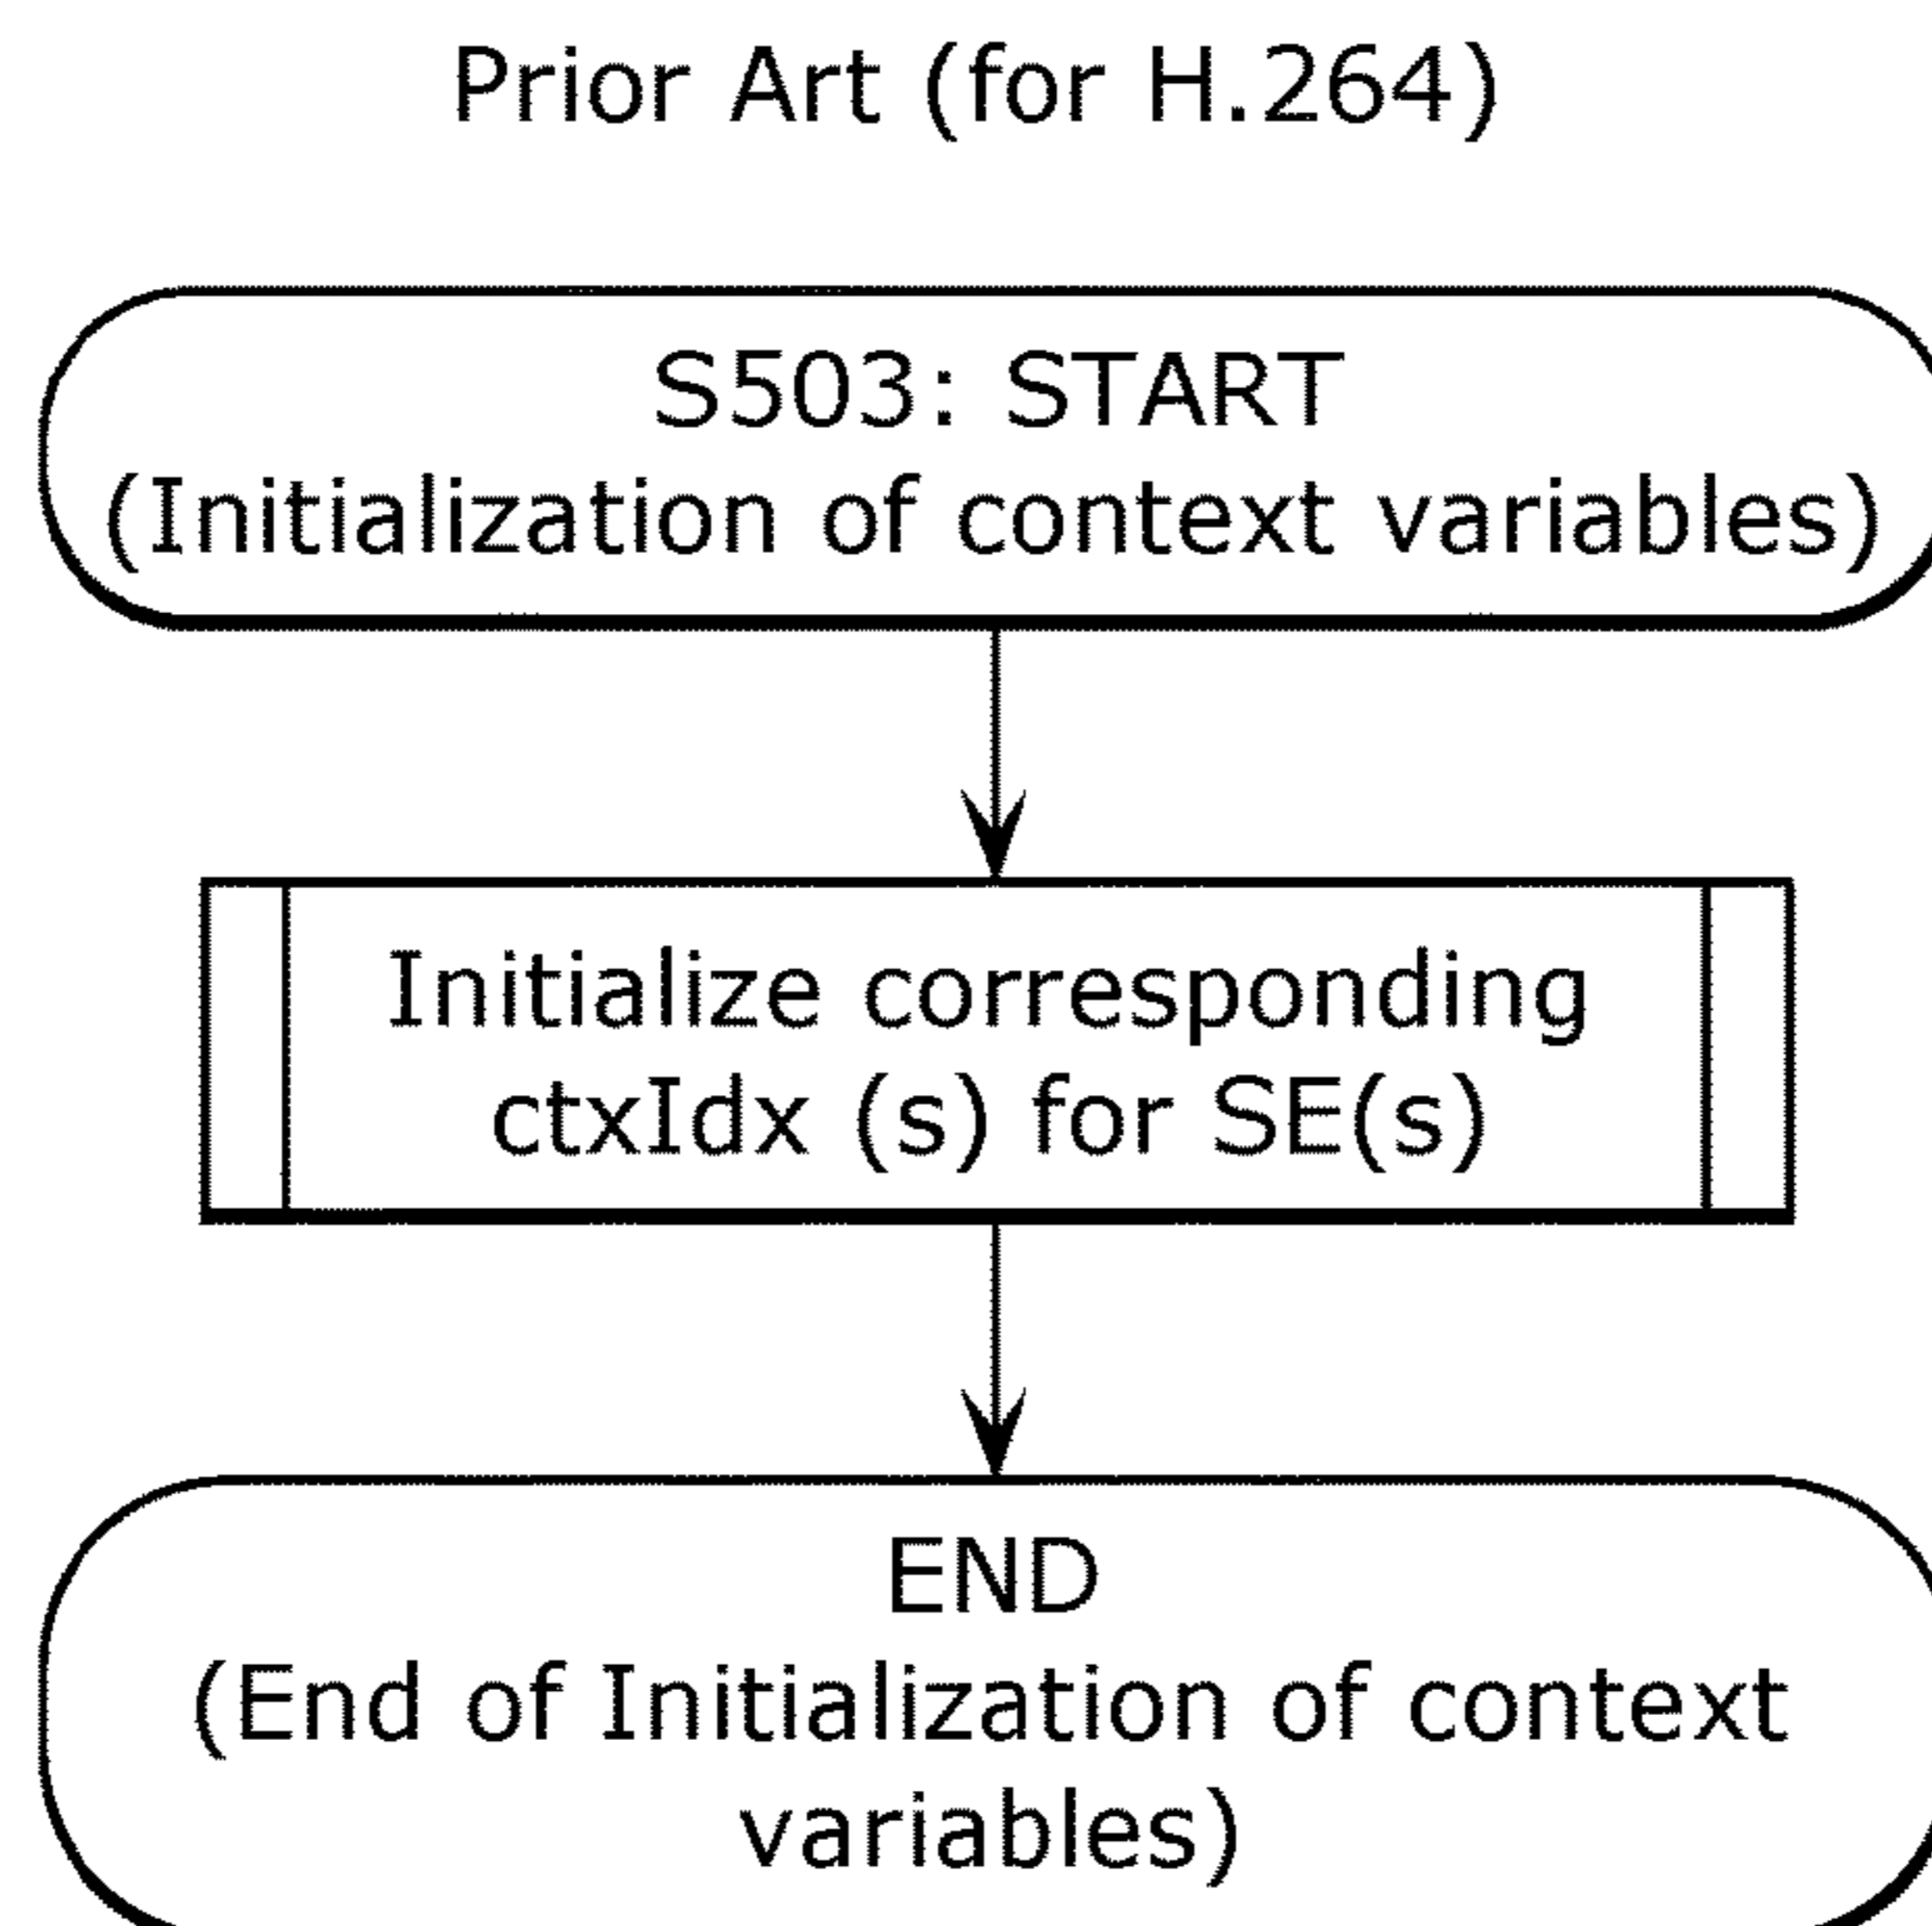 Prior Art (for H.264)
S503: START
(Initialization of context variables)
Initialize corresponding
ctxIdx (s) for SE(s)
END
(End of Initialization of context
variables)